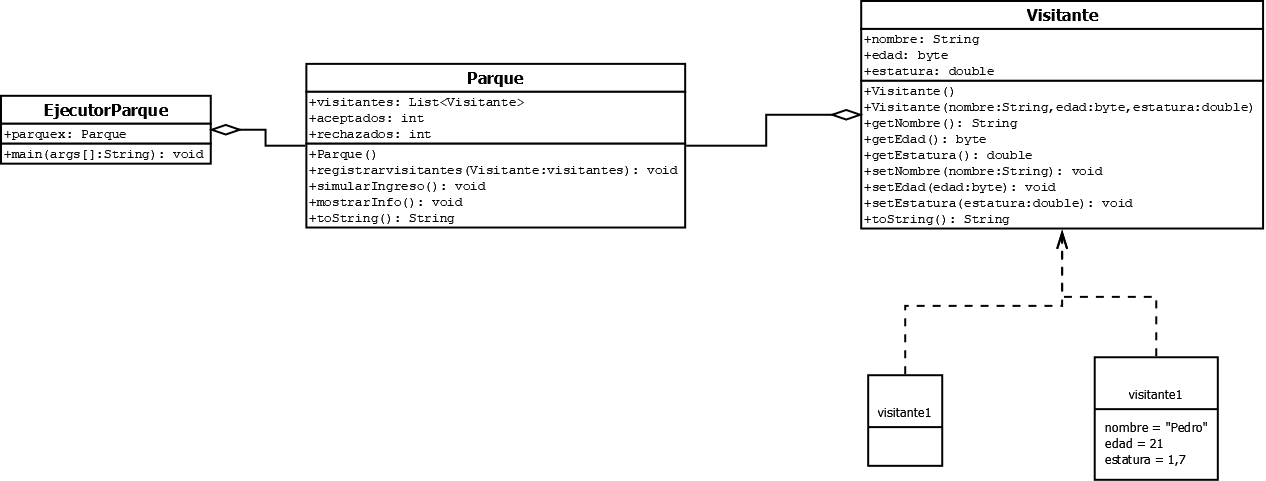 EjecutorParque
+parquex: Parque
+main(args[]:String): void
Parque
+visitantes: List<Visitante>
+aceptados: int
+rechazados: int
+Parque()
+registrarvisitantes(Visitante:visitantes): void
+simularIngreso(): void
+mostrarInfo(): void
+toString(): String
Visitante
+nombre: String
+edad: byte
+estatura: double
+Visitante()
+Visitante(nombre:String,edad:byte,estatura:double)
+getNombre(): String
+getEdad(): byte
+getEstatura(): double
+setNombre(nombre:String): void
+setEdad(edad:byte): void
+setEstatura(estatura:double): void
+toString(): String
visitante1
visitante1
nombre = "Pedro"
edad = 21
estatura = 1,7